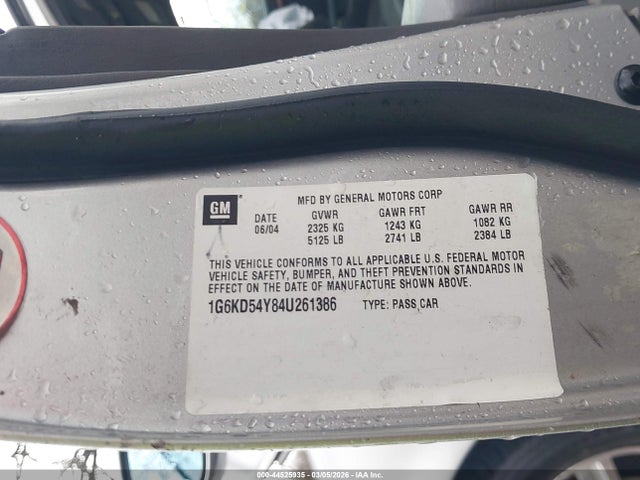 GM
MFD BY GENERAL MOTORS CORP
DATE GVWR GAWR FRT GAWR RR
06/04 2325 KG 1243 KG 1082 KG
5125 LB 2741 LB 2384 LB
THIS VEHICLE CONFORMS TO ALL APPLICABLE U.S. FEDERAL MOTOR
VEHICLE SAFETY, BUMPER, AND THEFT PREVENTION STANDARDS IN
EFFECT ON THE DATE OF MANUFACTURE SHOWN ABOVE.
1G6KD54Y84U261386 TYPE: PASS CAR
000-44525935 - 03/05/2026 - IAAI.COM